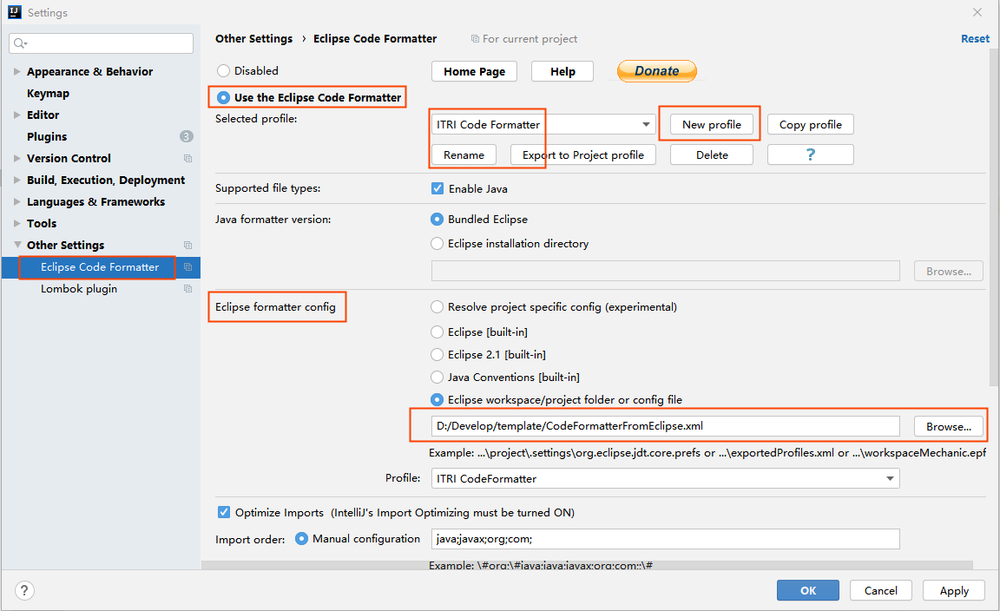 IJ Settings
Other Settings › Eclipse Code Formatter For current project Reset
Appearance & Behavior
Keymap
Editor
Plugins 3
Version Control
Build, Execution, Deployment
Languages & Frameworks
Tools
Other Settings
Eclipse Code Formatter
Lombok plugin
Disabled Home Page Help Donate
Use the Eclipse Code Formatter
Selected profile: ITRI Code Formatter New profile Copy profile
Rename Export to Project profile Delete ?
Supported file types: Enable Java
Java formatter version: Bundled Eclipse
Eclipse installation directory
Browse...
Eclipse formatter config Resolve project specific config (experimental)
Eclipse [built-in]
Eclipse 2.1 [built-in]
Java Conventions [built-in]
Eclipse workspace/project folder or config file
D:/Develop/template/CodeFormatterFromEclipse.xml Browse...
Example: ...\project\.settings\org.eclipse.jdt.core.prefs or ...\exportedProfiles.xml or ...\workspaceMechanic.epf
Profile: ITRI CodeFormatter
Optimize Imports (IntelliJ's Import Optimizing must be turned ON)
Import order: Manual configuration java;javax;org;com;
Example: \#org;\#java;java;javax;org;com;;\#
? OK Cancel Apply